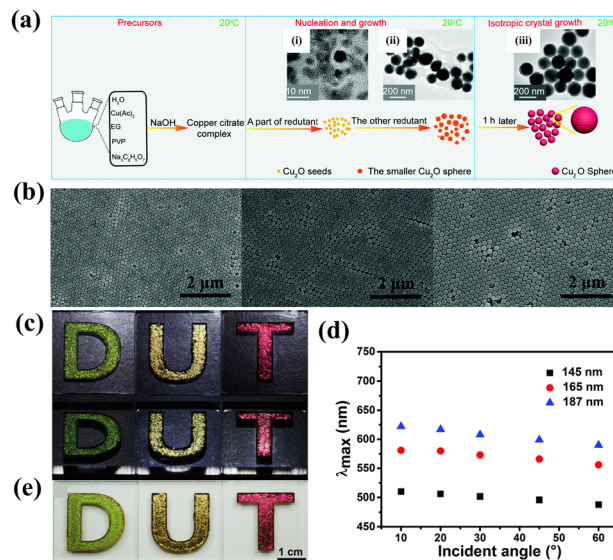 (a)
Precursors 20°C
Nucleation and growth 20°C
Isotropic crystal growth 20°C
(i)
(ii)
(iii)
10 nm
200 nm
200 nm
H₂O
Cu(Ac)₂
EG
PVP
Na₃C₆H₅O₇
NaOH
Copper citrate
complex
A part of redutant
The other redutant
1 h later
Cu₂O seeds
The smaller Cu₂O sphere
Cu₂O Sphere
(b)
2 µm
2 µm
2 µm
(c)
D U T
D U T
(e)
D U T
1 cm
(d)
750
700
650
600
550
500
450
λmax (nm)
145 nm
165 nm
187 nm
10 20 30 40 50 60
Incident angle (°)